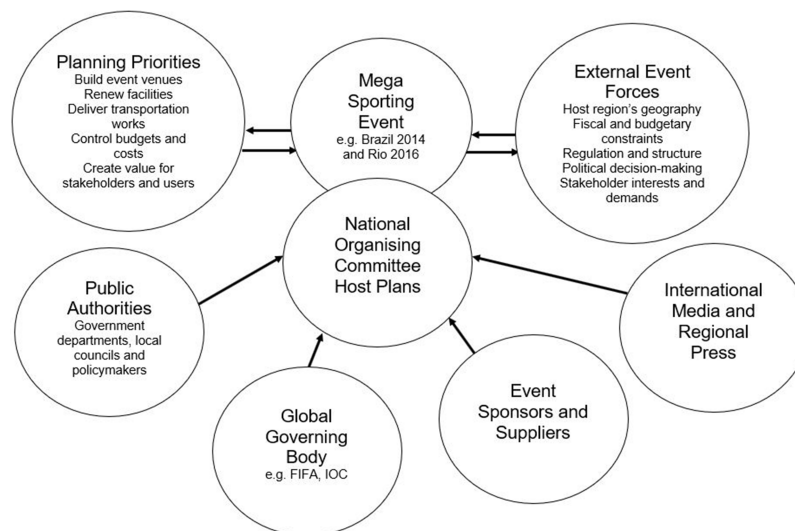 Planning Priorities
Build event venues
Renew facilities
Deliver transportation
works
Control budgets and
costs
Create value for
stakeholders and users
Mega
Sporting
Event
e.g. Brazil 2014
and Rio 2016
External Event
Forces
Host region's geography
Fiscal and budgetary
constraints
Regulation and structure
Political decision-making
Stakeholder interests and
demands
National
Organising
Committee
Host Plans
Public
Authorities
Government
departments, local
councils and
policymakers
International
Media and
Regional
Press
Global
Governing
Body
e.g. FIFA, IOC
Event
Sponsors and
Suppliers